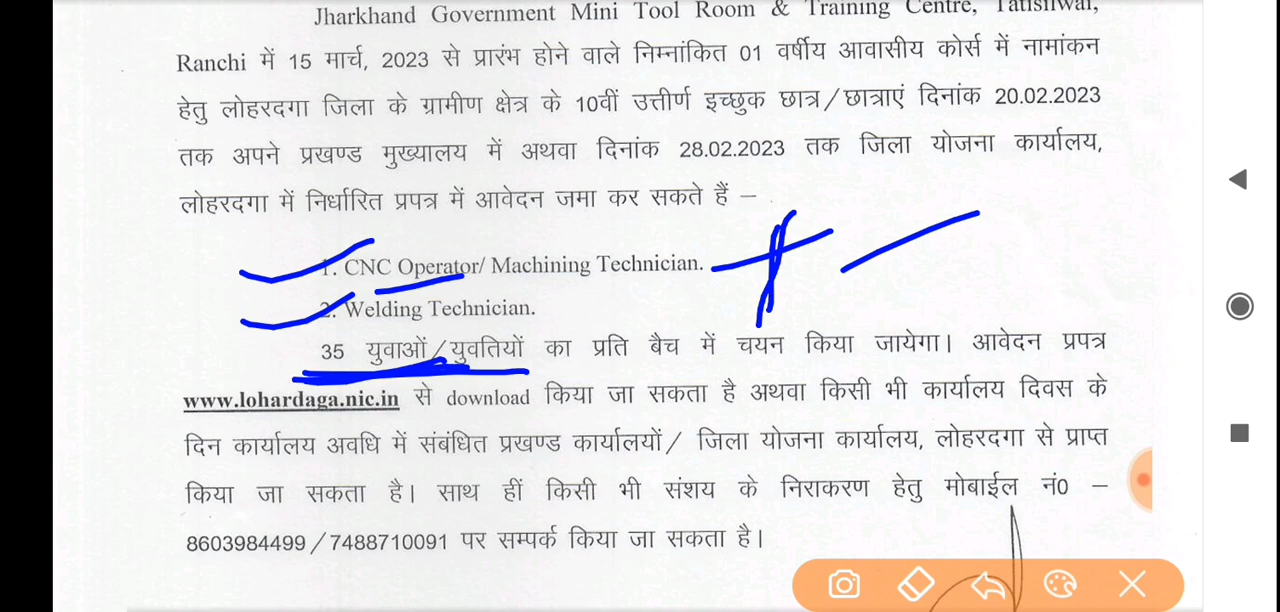 Jharkhand Government Mini Tool Room & Training Centre, Tatisilwai,
Ranchi में 15 मार्च, 2023 से प्रारंभ होने वाले निम्नांकित 01 वर्षीय आवासीय कोर्स में नामांकन
हेतु लोहरदगा जिला के ग्रामीण क्षेत्र के 10वीं उत्तीर्ण इच्छुक छात्र/छात्राएं दिनांक 20.02.2023
तक अपने प्रखण्ड मुख्यालय में अथवा दिनांक 28.02.2023 तक जिला योजना कार्यालय,
लोहरदगा में निर्धारित प्रपत्र में आवेदन जमा कर सकते हैं –
1. CNC Operator/ Machining Technician.
2. Welding Technician.
35 युवाओं/युवतियों का प्रति बैच में चयन किया जायेगा। आवेदन प्रपत्र
www.lohardaga.nic.in से download किया जा सकता है अथवा किसी भी कार्यालय दिवस के
दिन कार्यालय अवधि में संबंधित प्रखण्ड कार्यालयों/ जिला योजना कार्यालय, लोहरदगा से प्राप्त
किया जा सकता है। साथ हीं किसी भी संशय के निराकरण हेतु मोबाईल नं0 –
8603984499/7488710091 पर सम्पर्क किया जा सकता है।